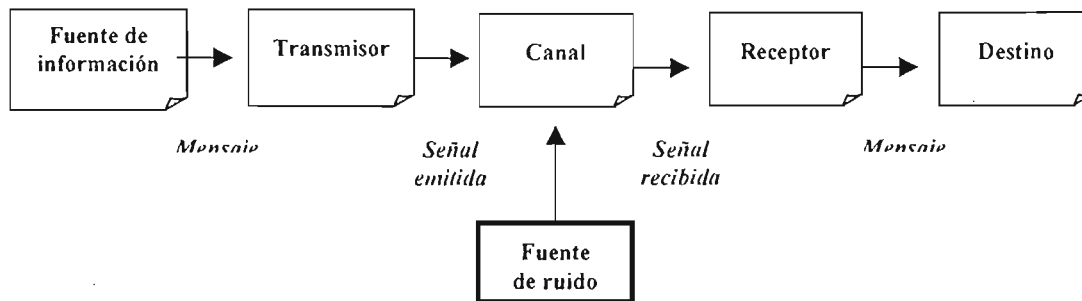 Fuente de
información
Transmisor
Canal
Receptor
Destino
Mensaje
Señal
emitida
Señal
recibida
Mensaje
Fuente
de ruido